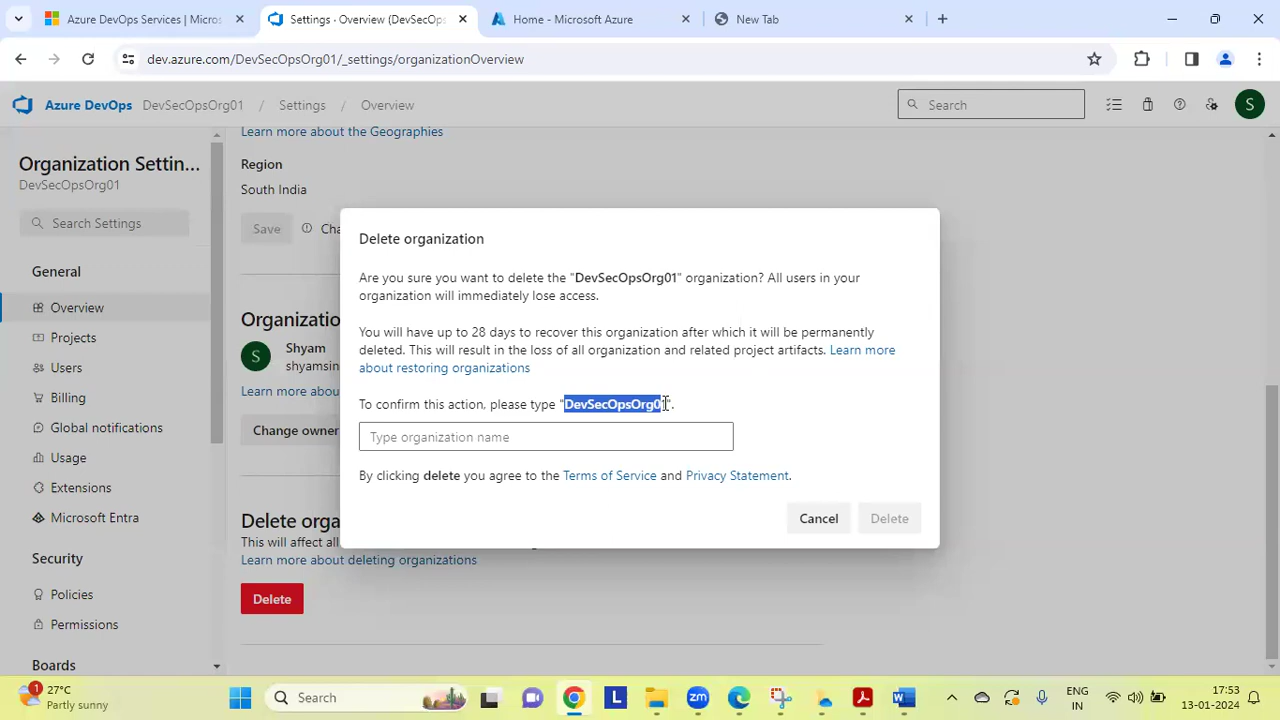 Azure DevOps Services | Micros
Settings · Overview (DevSecOps
Home - Microsoft Azure
New Tab
dev.azure.com/DevSecOpsOrg01/_settings/organizationOverview
Azure DevOps DevSecOpsOrg01 / Settings / Overview
Search
S
Organization Settin...
DevSecOpsOrg01
Search Settings
General
Overview
Projects
Users
Billing
Global notifications
Usage
Extensions
Microsoft Entra
Security
Policies
Permissions
Boards
Learn more about the Geographies
Region
South India
Save
Cha
Organizatio
S
Shyam
shyamsin
Learn more abou
Change owner
Delete orga
This will affect all
Learn more about deleting organizations
Delete
Delete organization
Are you sure you want to delete the "DevSecOpsOrg01" organization? All users in your
organization will immediately lose access.
You will have up to 28 days to recover this organization after which it will be permanently
deleted. This will result in the loss of all organization and related project artifacts. Learn more
about restoring organizations
To confirm this action, please type "DevSecOpsOrg01".
Type organization name
By clicking delete you agree to the Terms of Service and Privacy Statement.
Cancel
Delete
1
27°C
Partly sunny
Search
L
zm
ENG
IN
17:53
13-01-2024